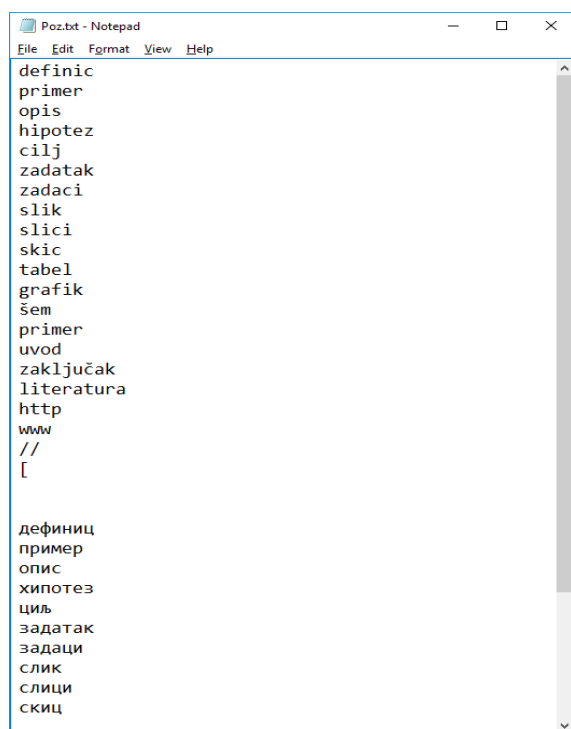 Poz.txt - Notepad
File Edit Format View Help
definic
primer
opis
hipotez
cilj
zadatak
zadaci
slik
slici
skic
tabel
grafik
šem
primer
uvod
zaključak
literatura
http
www
//
[
дефиниц
пример
опис
хипотез
циљ
задатак
задаци
слик
слици
скиц